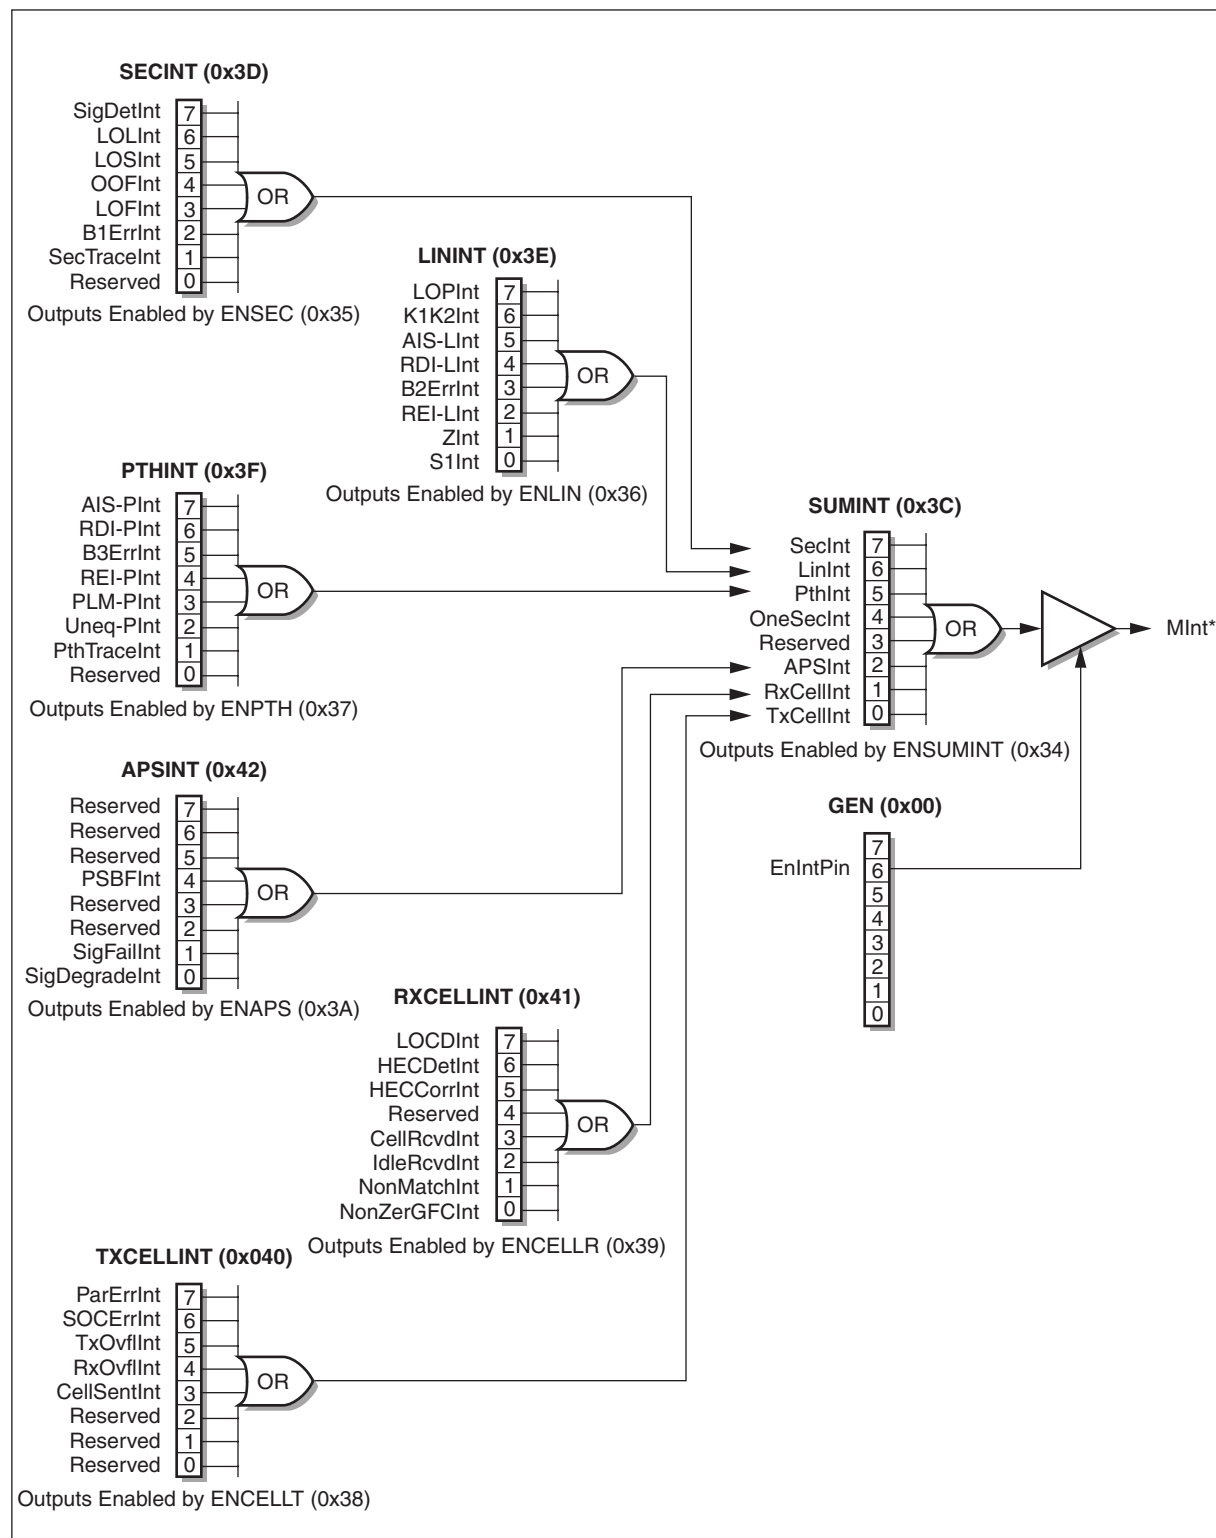 SECINT (0x3D)
SigDetInt 7
LOLInt 6
LOSInt 5
OOFInt 4
LOFInt 3
B1ErrInt 2
SecTraceInt 1
Reserved 0
OR
Outputs Enabled by ENSEC (0x35)
LININT (0x3E)
LOPInt 7
K1K2Int 6
AIS-LInt 5
RDI-LInt 4
B2ErrInt 3
REI-LInt 2
ZInt 1
S1Int 0
OR
Outputs Enabled by ENLIN (0x36)
PTHINT (0x3F)
AIS-PInt 7
RDI-PInt 6
B3ErrInt 5
REI-PInt 4
PLM-PInt 3
Uneq-PInt 2
PthTraceInt 1
Reserved 0
OR
Outputs Enabled by ENPTH (0x37)
SUMINT (0x3C)
SecInt 7
LinInt 6
PthInt 5
OneSecInt 4
Reserved 3
APSInt 2
RxCellInt 1
TxCellInt 0
OR
MInt*
Outputs Enabled by ENSUMINT (0x34)
APSINT (0x42)
Reserved 7
Reserved 6
Reserved 5
PSBFInt 4
Reserved 3
Reserved 2
SigFailInt 1
SigDegradeInt 0
OR
Outputs Enabled by ENAPS (0x3A)
GEN (0x00)
7
EnIntPin 6
5
4
3
2
1
0
RXCELLINT (0x41)
LOCDInt 7
HECDetInt 6
HECCorrInt 5
Reserved 4
CellRcvdInt 3
IdleRcvdInt 2
NonMatchInt 1
NonZerGFCInt 0
OR
Outputs Enabled by ENCELLR (0x39)
TXCELLINT (0x040)
ParErrInt 7
SOCErrInt 6
TxOvflInt 5
RxOvflInt 4
CellSentInt 3
Reserved 2
Reserved 1
Reserved 0
OR
Outputs Enabled by ENCELLT (0x38)